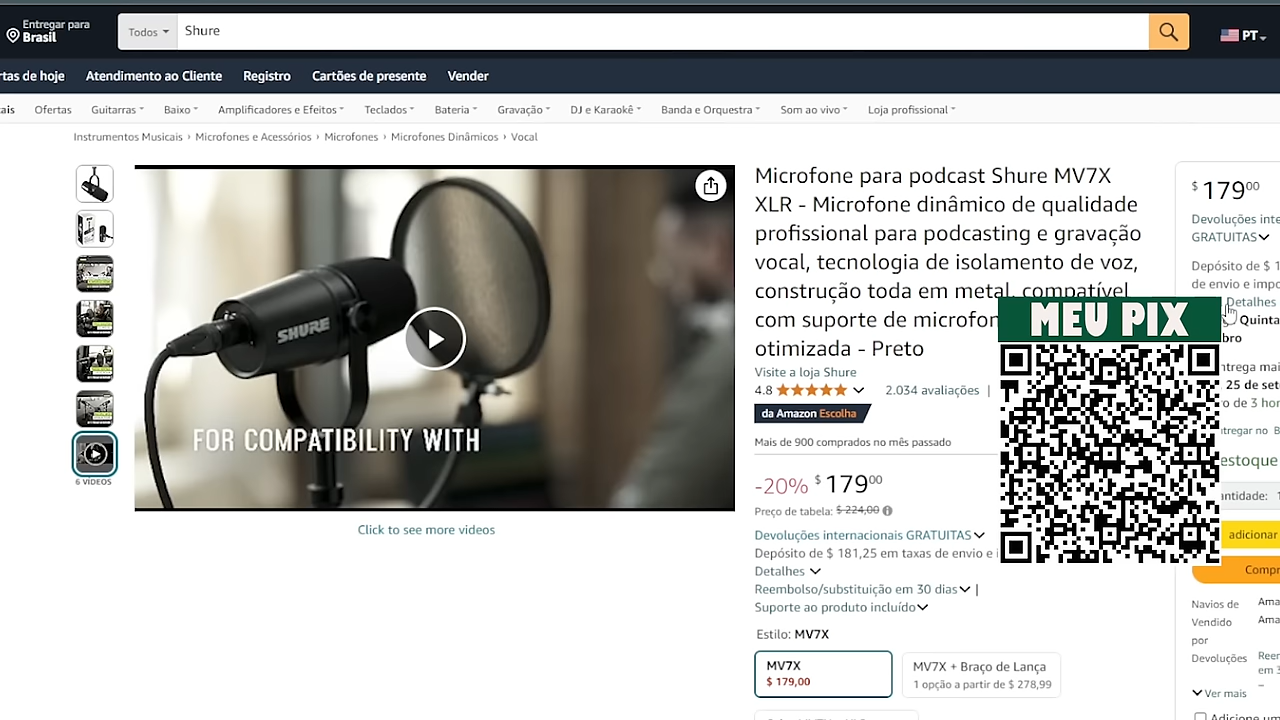 Entregar para
Brasil
Todos
Shure
PT
rtas de hoje
Atendimento ao Cliente
Registro
Cartões de presente
Vender
ais
Ofertas
Guitarras
Baixo
Amplificadores e Efeitos
Teclados
Bateria
Gravação
DJ e Karaokê
Banda e Orquestra
Som ao vivo
Loja profissional
Instrumentos Musicais › Microfones e Acessórios › Microfones › Microfones Dinâmicos › Vocal
SHURE
FOR COMPATIBILITY WITH
6 VÍDEOS
Click to see more videos
Microfone para podcast Shure MV7X
XLR - Microfone dinâmico de qualidade
profissional para podcasting e gravação
vocal, tecnologia de isolamento de voz,
construção toda em metal, compatível
com suporte de microfon
otimizada - Preto
Visite a loja Shure
4.8
2.034 avaliações |
da Amazon Escolha
Mais de 900 comprados no mês passado
-20% $17900
Preço de tabela: $ 224,00
Devoluções internacionais GRATUITAS
Depósito de $ 181,25 em taxas de envio e i
Detalhes
Reembolso/substituição em 30 dias |
Suporte ao produto incluído
Estilo: MV7X
MV7X
$ 179,00
MV7X + Braço de Lança
1 opção a partir de $ 278,99
MEU PIX
$17900
Devoluções inte
GRATUITAS
Depósito de $ 1
de envio e impo
Detalhes
Quinta
bro
ntrega mai
25 de set
o de 3 hor
tregar no B
estoque
antidade: 1
adicionar
Compr
Navios de
Ama
Vendido
Ama
por
Devoluções
Reen
em 3
Ver mais
Adicione um